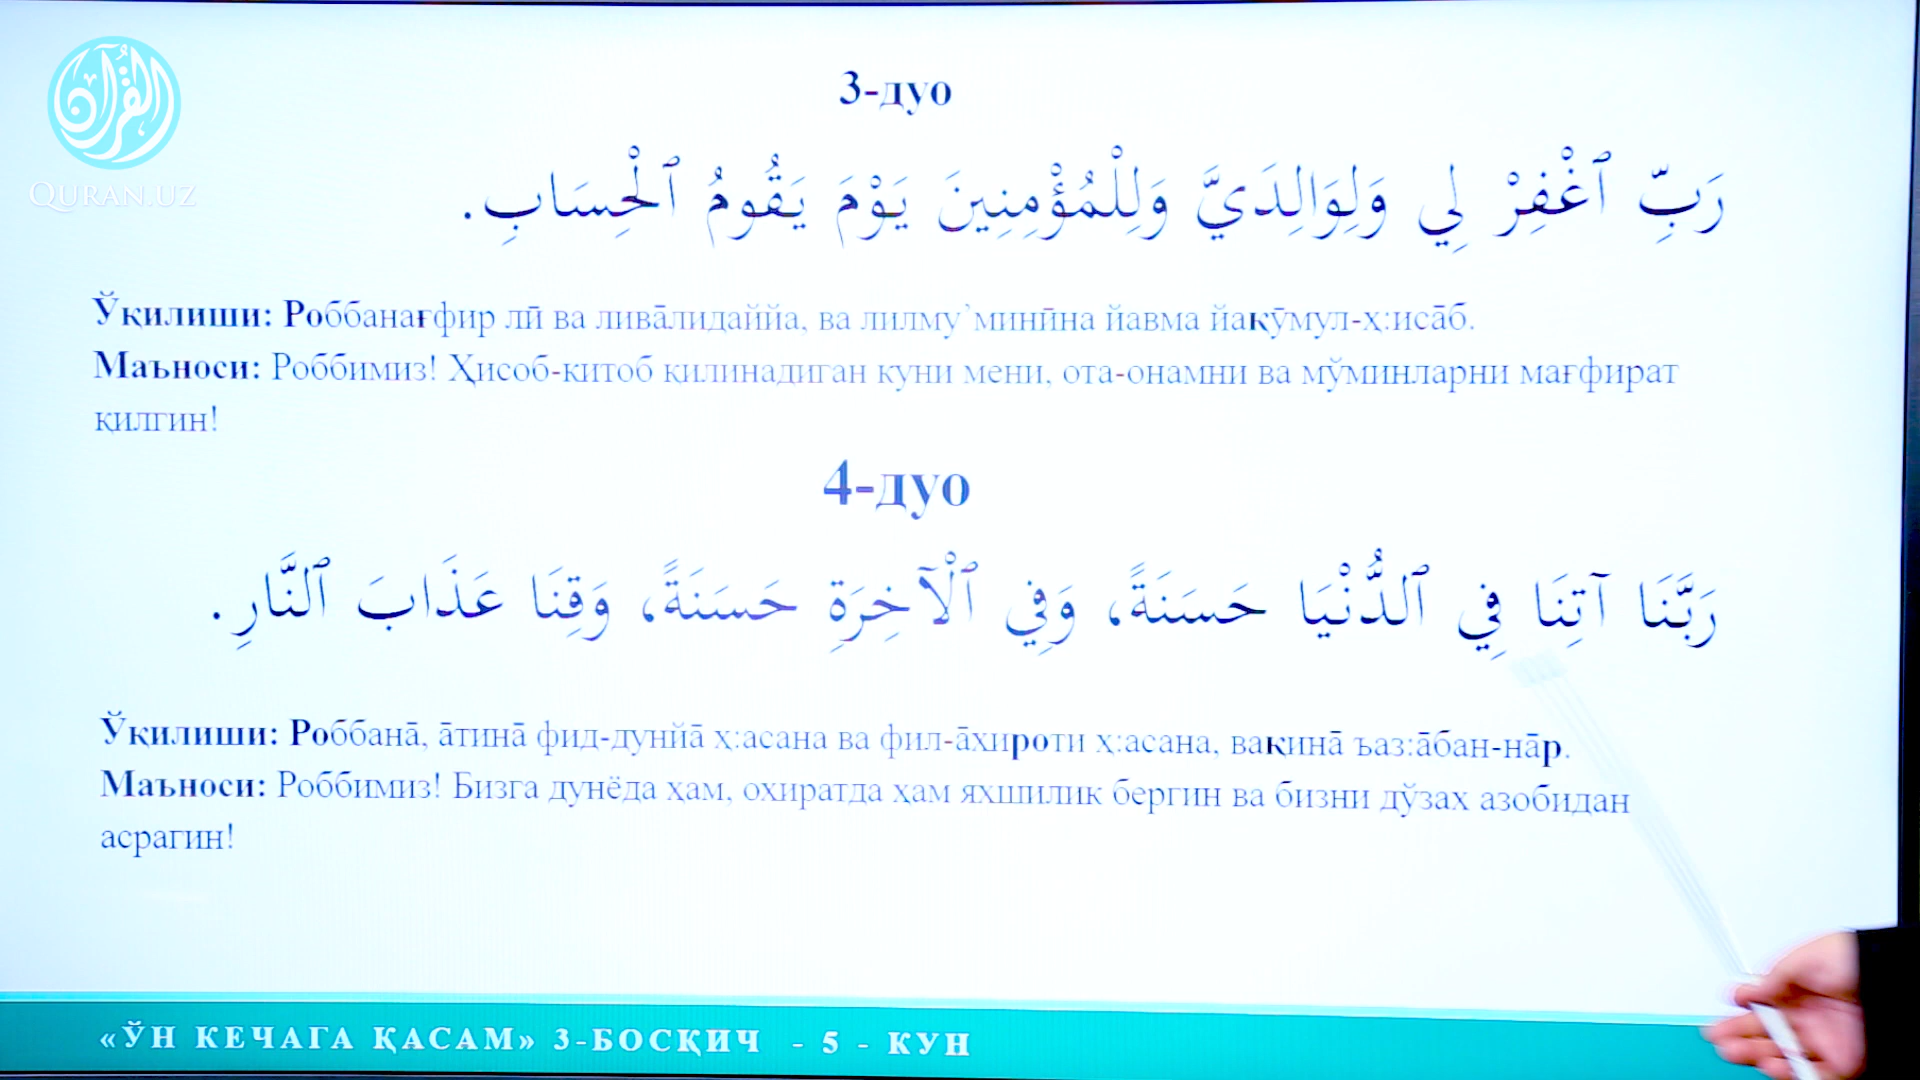 القرآن
QURAN.UZ
3-дуо
رَبِّ ٱغْفِرْ لِي وَلِوَالِدَيَّ وَلِلْمُؤْمِنِينَ يَوْمَ يَقُومُ ٱلْحِسَابِ.
Ўқилиши: Роббанағфир лӣ ва ливāлидаййа, ва лилму’минӣна йавма йақӯмул-ҳ:исāб.
Маъноси: Роббимиз! Ҳисоб-китоб қилинадиган куни мени, ота-онамни ва мўминларни мағфират
қилгин!
4-дуо
رَبَّنَا آتِنَا فِي ٱلدُّنْيَا حَسَنَةً، وَفِي ٱلْآخِرَةِ حَسَنَةً، وَقِنَا عَذَابَ ٱلنَّارِ.
Ўқилиши: Роббанā, āтинā фид-дунйā ҳ:асана ва фил-āхироти ҳ:асана, вақинā ъаз:āбан-нāр.
Маъноси: Роббимиз! Бизга дунёда ҳам, охиратда ҳам яхшилик бергин ва бизни дўзах азобидан
асрагин!
«ЎН КЕЧАГА ҚАСАМ» 3-БОСҚИЧ - 5 - КУН